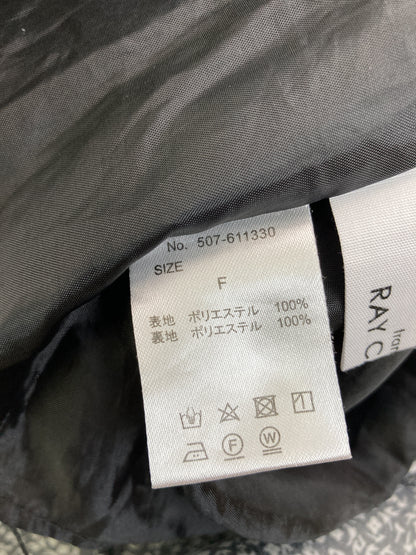 No. 507-611330
SIZE
F
表地 ポリエステル 100%
裏地 ポリエステル 100%
F
W
RAY C